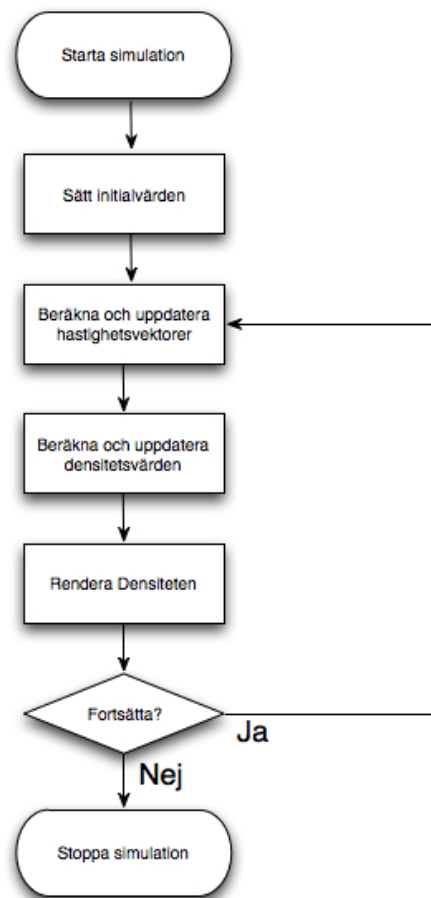 Starta simulation
Sätt initialvärden
Beräkna och uppdatera
hastighetsvektorer
Beräkna och uppdatera
densitetsvärden
Rendera Densiteten
Fortsätta?
Ja
Nej
Stoppa simulation